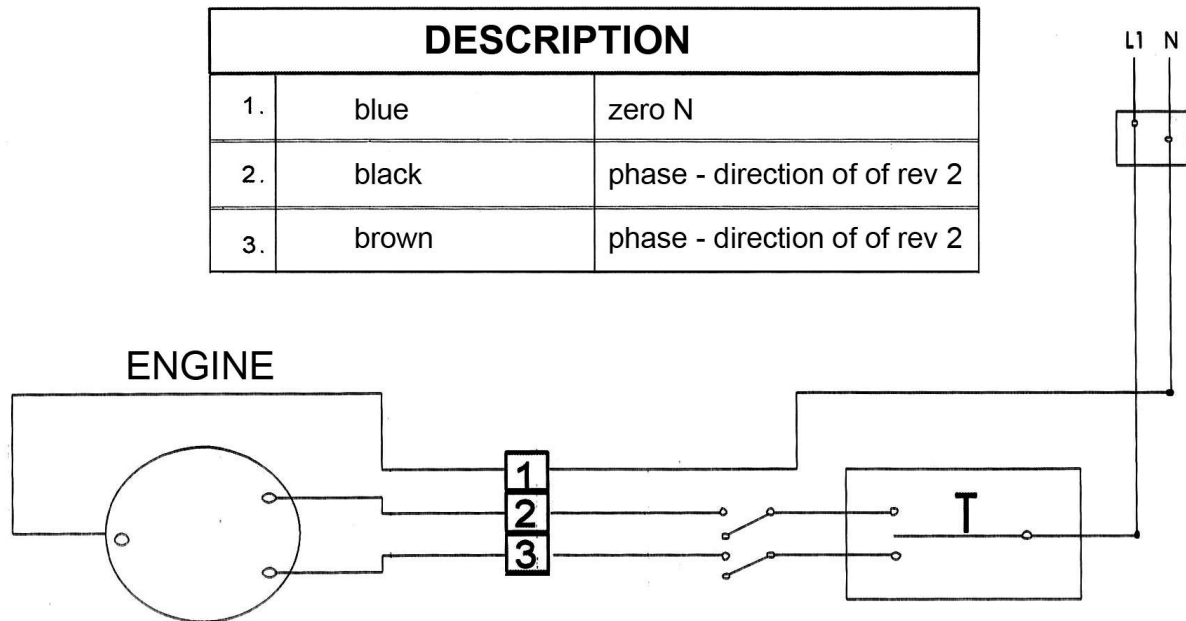 DESCRIPTION
1. blue zero N
2. black phase - direction of of rev 2
3. brown phase - direction of of rev 2
L1 N
ENGINE
1
2
3
T